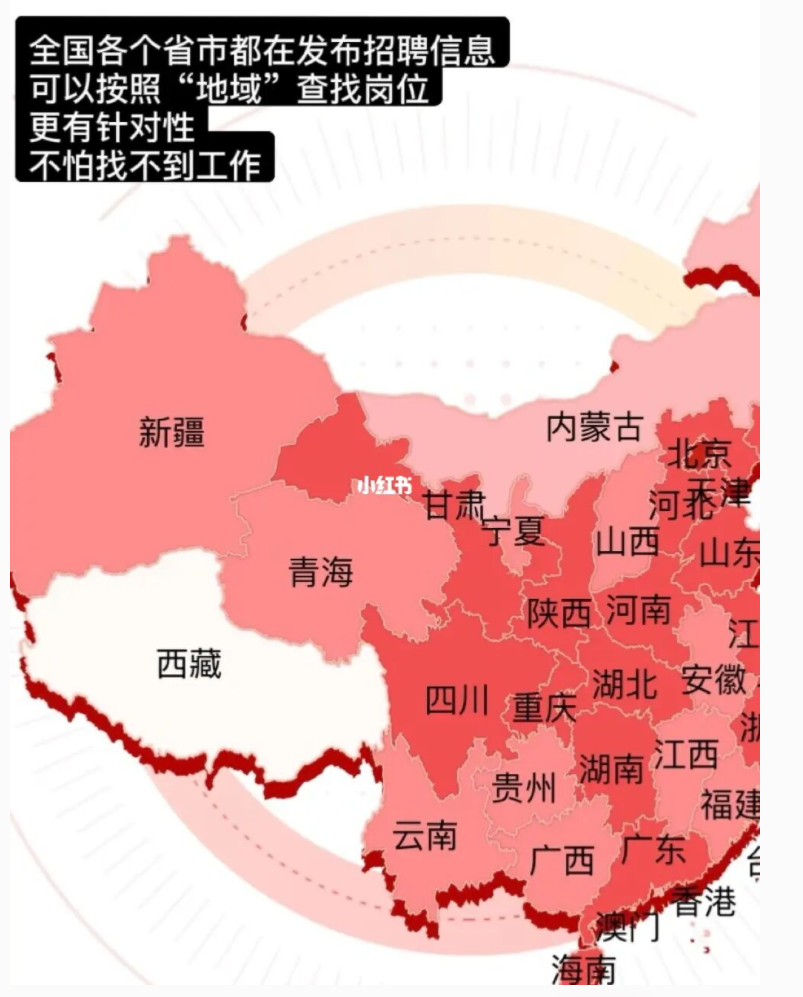 全国各个省市都在发布招聘信息
可以按照“地域”查找岗位
更有针对性
不怕找不到工作
新疆
内蒙古
北京
小红书
甘肃
河北
天津
宁夏
山西
山东
青海
陕西
河南
江
西藏
四川
重庆
湖北
安徽
浙
贵州
湖南
江西
福建
云南
广西
广东
台
香港
澳门
海南